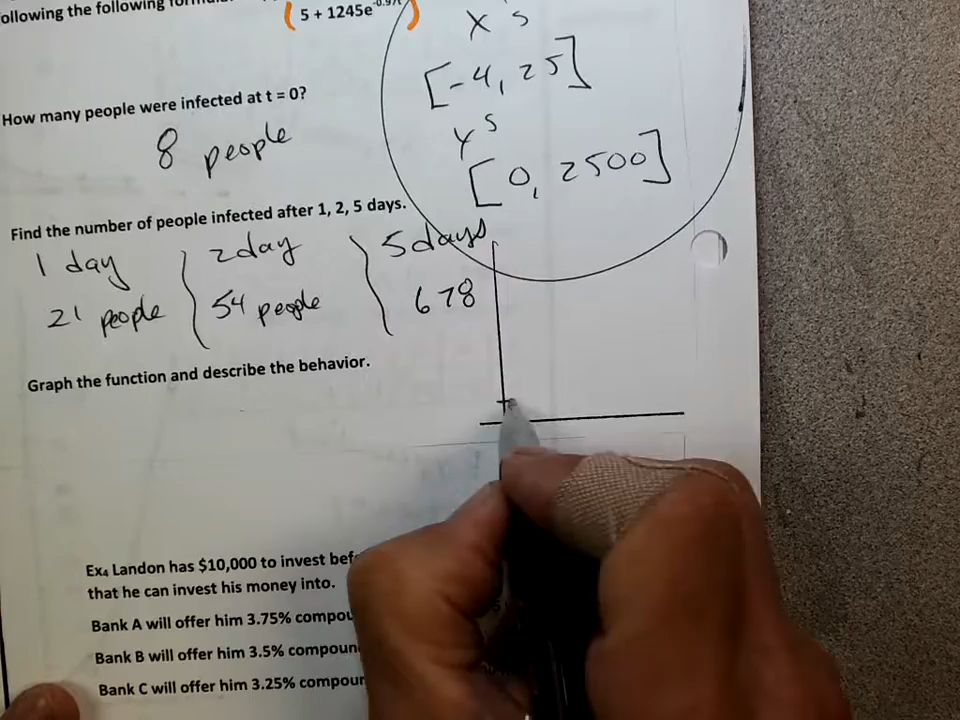 ollowing the following
5 + 1245e^-0.97t
X's
[-4, 25]
How many people were infected at t = 0?
8 people
Y's
[0, 2500]
Find the number of people infected after 1, 2, 5 days.
1 day 2 day 5 days
21 people 54 people 678
Graph the function and describe the behavior.
Ex4 Landon has $10,000 to invest bef
that he can invest his money into.
Bank A will offer him 3.75% compou
Bank B will offer him 3.5% compoun
Bank C will offer him 3.25% compour